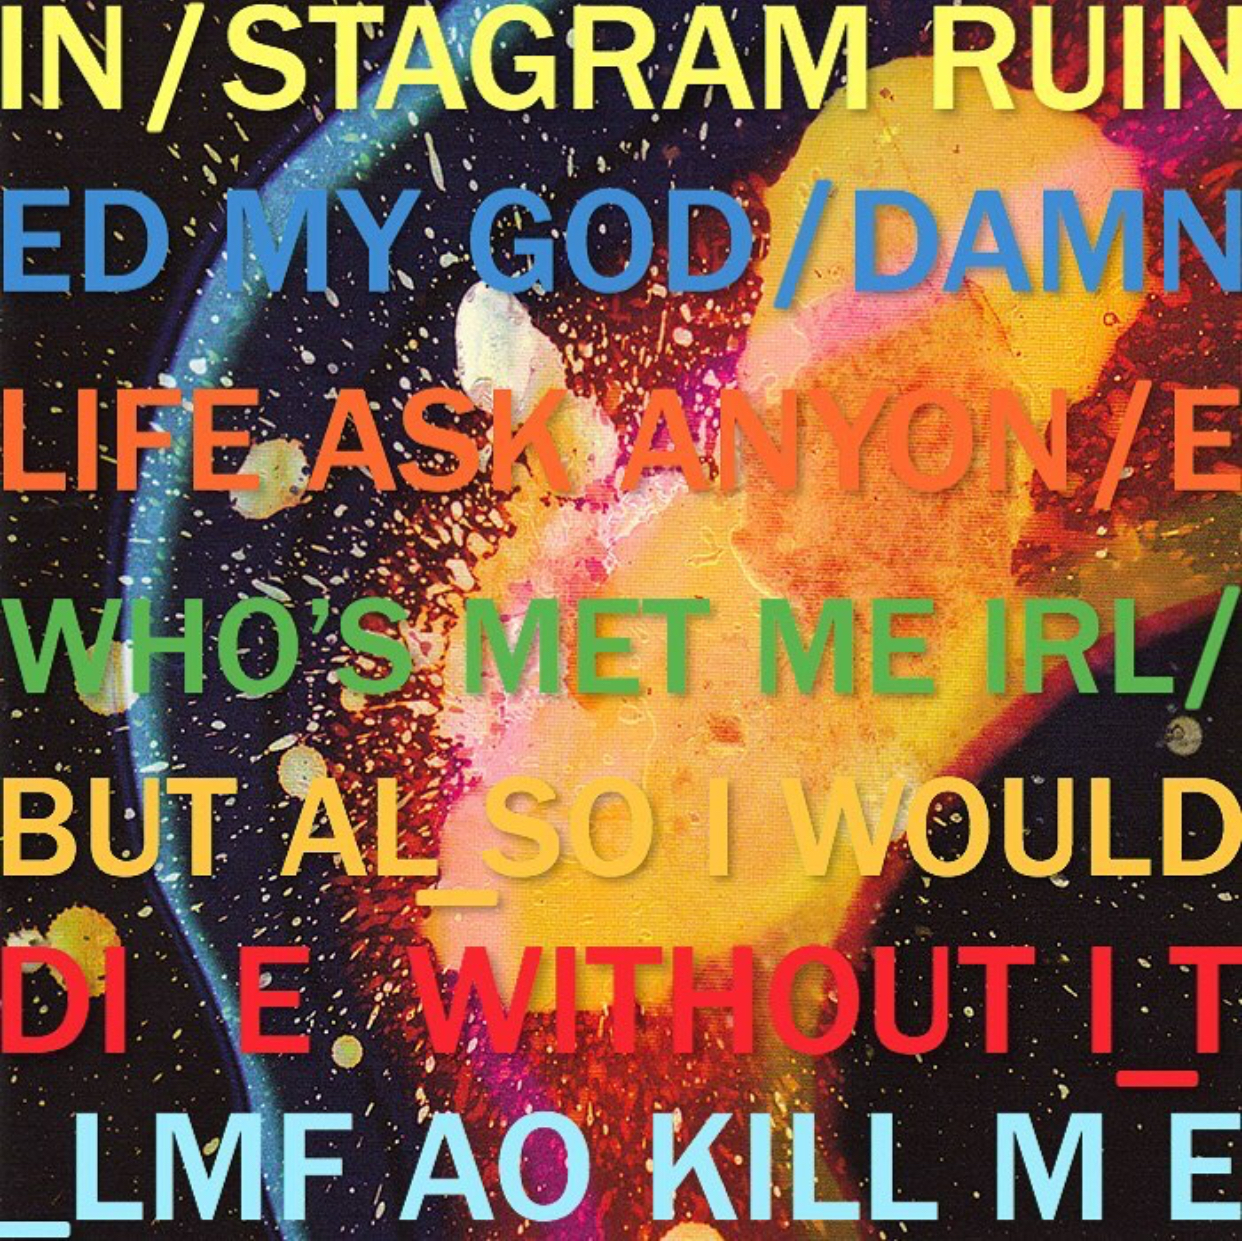 IN/STAGRAM RUIN
ED MY GOD/DAMN
LIFE ASK ANYON/E
WHO'S MET ME IRL/
BUT AL_SO I WOULD
DI E WITHOUT I_T
_LMF AO KILL M E